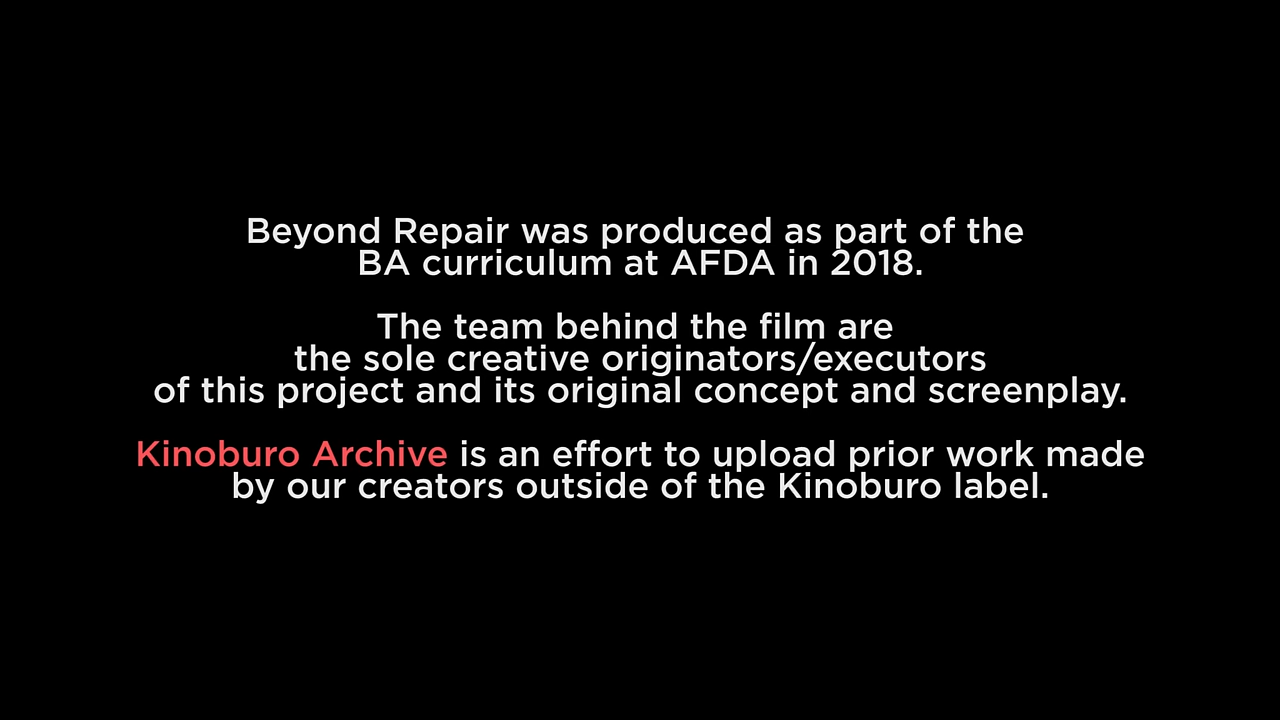 Beyond Repair was produced as part of the
BA curriculum at AFDA in 2018.
The team behind the film are
the sole creative originators/executors
of this project and its original concept and screenplay.
Kinoburo Archive is an effort to upload prior work made
by our creators outside of the Kinoburo label.